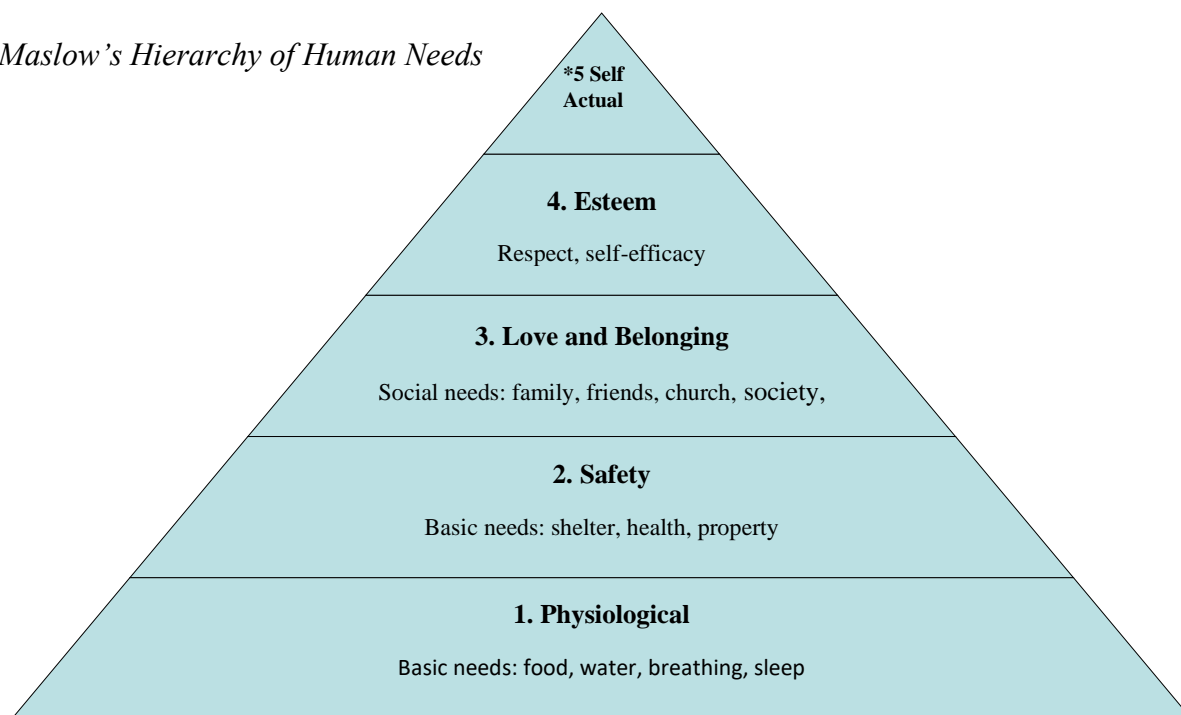 Maslow’s Hierarchy of Human Needs
*5 Self
Actual
4. Esteem
Respect, self-efficacy
3. Love and Belonging
Social needs: family, friends, church, society,
2. Safety
Basic needs: shelter, health, property
1. Physiological
Basic needs: food, water, breathing, sleep